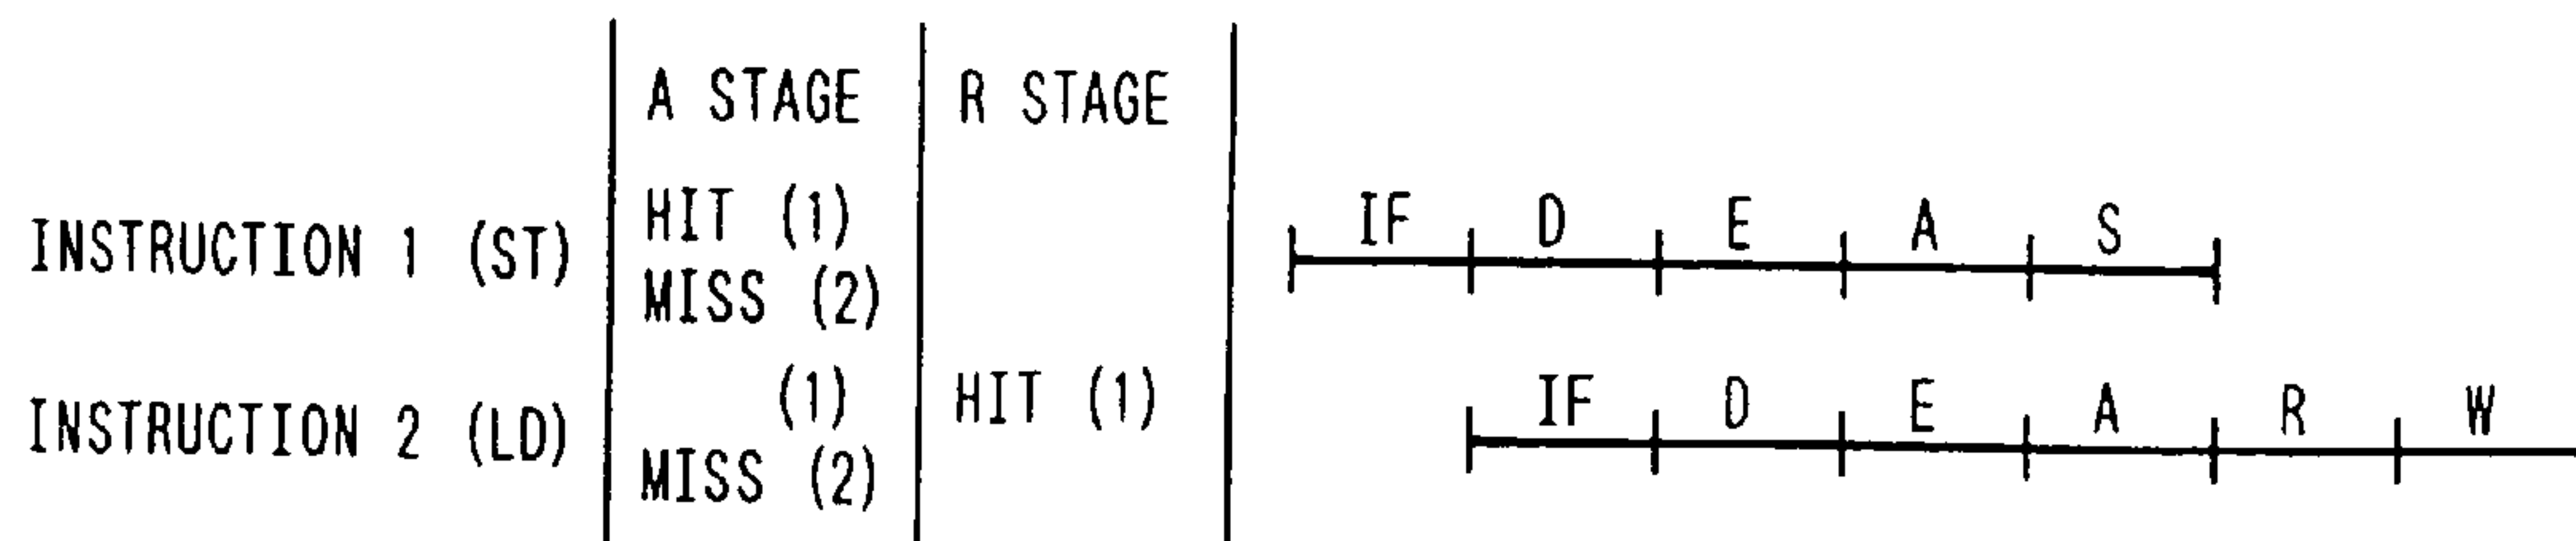 A STAGE R STAGE
HIT (1) IF D E A S
INSTRUCTION 1 (ST)
MISS (2)
(1) HIT (1) IF D E A R W
INSTRUCTION 2 (LD)
MISS (2)